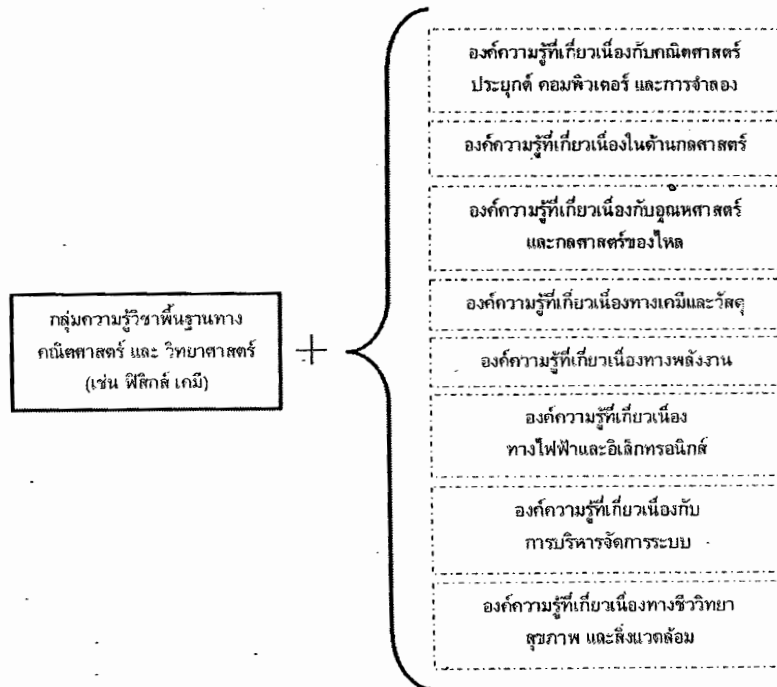 กลุ่มความรู้วิชาพื้นฐานทาง
คณิตศาสตร์ และ วิทยาศาสตร์
(เช่น ฟิสิกส์ เคมี)
+
องค์ความรู้ที่เกี่ยวเนื่องกับคณิตศาสตร์
ประยุกต์ คอมพิวเตอร์ และการจำลอง
องค์ความรู้ที่เกี่ยวเนื่องในด้านกลศาสตร์
องค์ความรู้ที่เกี่ยวเนื่องกับอุณหศาสตร์
และกลศาสตร์ของไหล
องค์ความรู้ที่เกี่ยวเนื่องทางเคมีและวัสดุ
องค์ความรู้ที่เกี่ยวเนื่องทางพลังงาน
องค์ความรู้ที่เกี่ยวเนื่อง
ทางไฟฟ้าและอิเล็กทรอนิกส์
องค์ความรู้ที่เกี่ยวเนื่องกับ
การบริหารจัดการระบบ
องค์ความรู้ที่เกี่ยวเนื่องทางชีววิทยา
สุขภาพ และสิ่งแวดล้อม